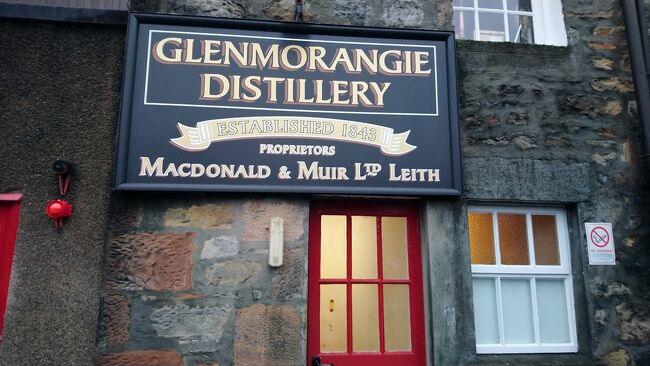 GLENMORANGIE
DISTILLERY
ESTABLISHED 1843
PROPRIETORS
MACDONALD & MUIR LTD LEITH